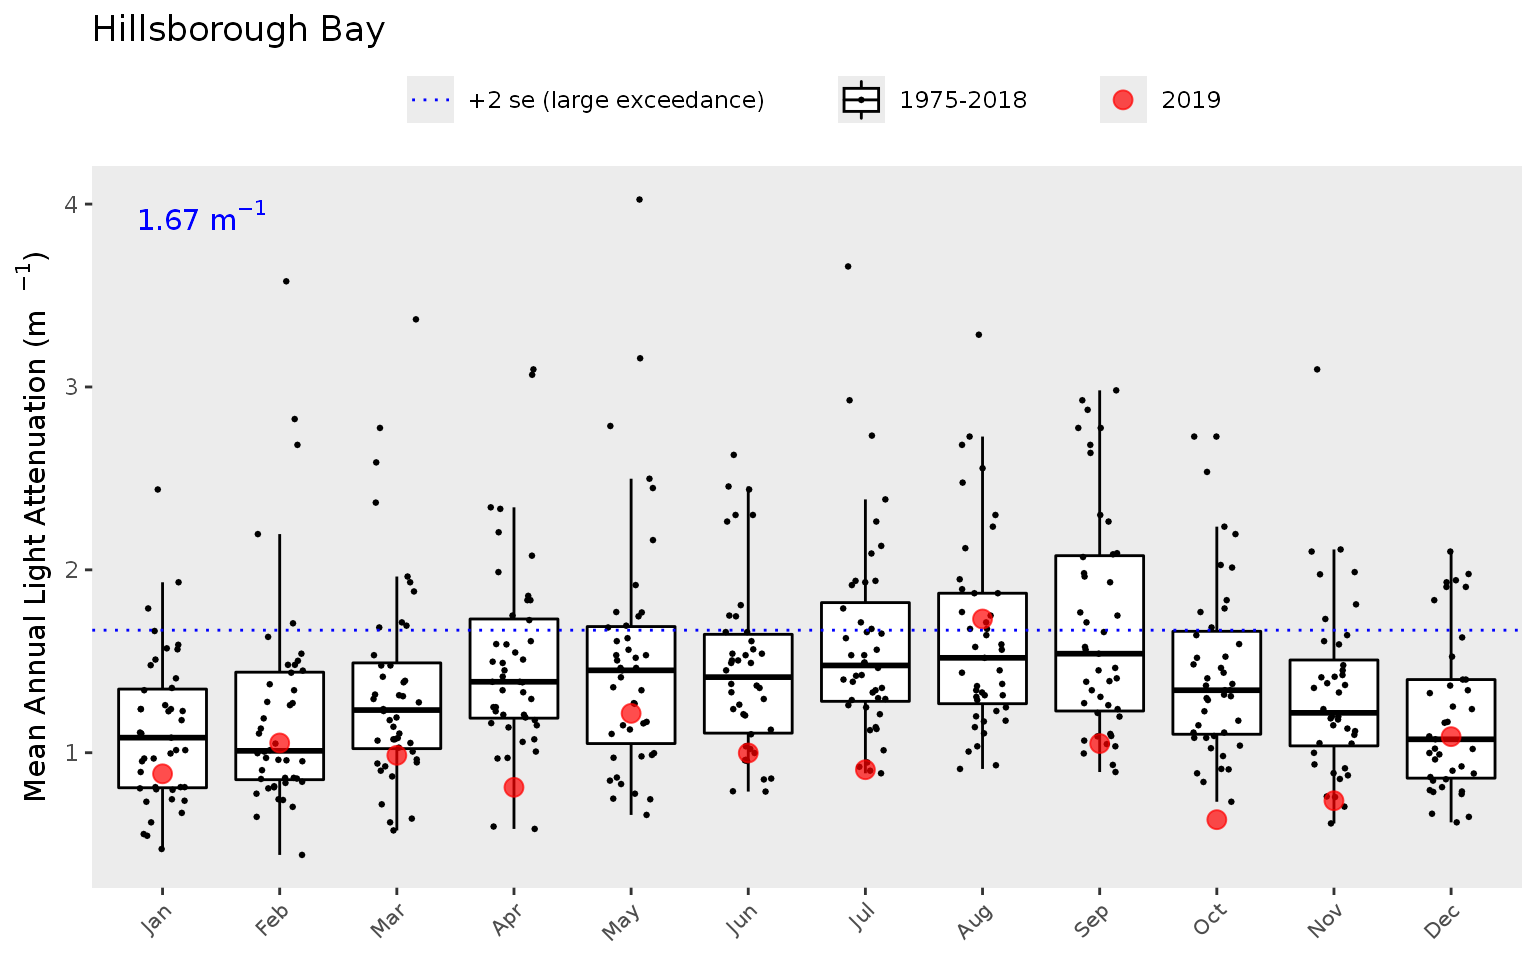 Hillsborough Bay
+2 se (large exceedance) 1975-2018 2019
Mean Annual Light Attenuation (m ⁻¹)
1.67 m⁻¹
4
3
2
1
Jan Feb Mar Apr May Jun Jul Aug Sep Oct Nov Dec